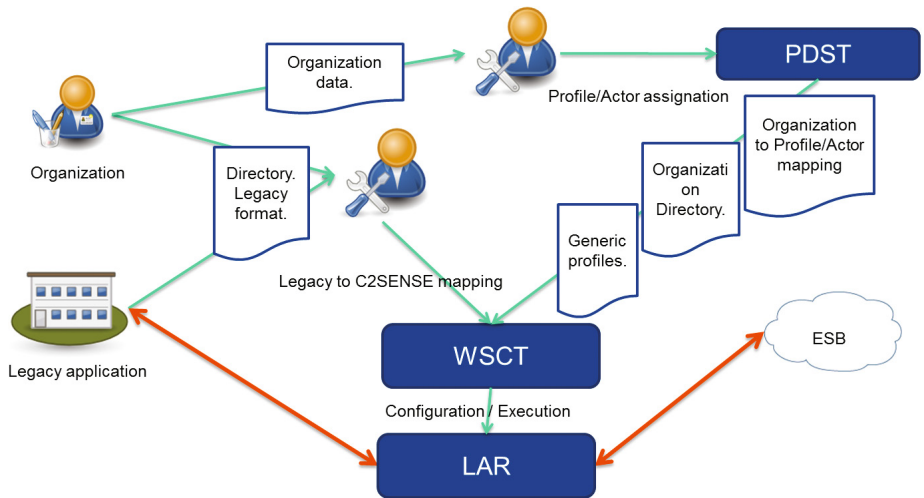 Organization
data.
PDST
Profile/Actor assignation
Organization
Directory.
Legacy
format.
Organization
to Profile/Actor
mapping
Organizati
on
Directory.
Generic
profiles.
Legacy to C2SENSE mapping
Legacy application
WSCT
ESB
Configuration / Execution
LAR